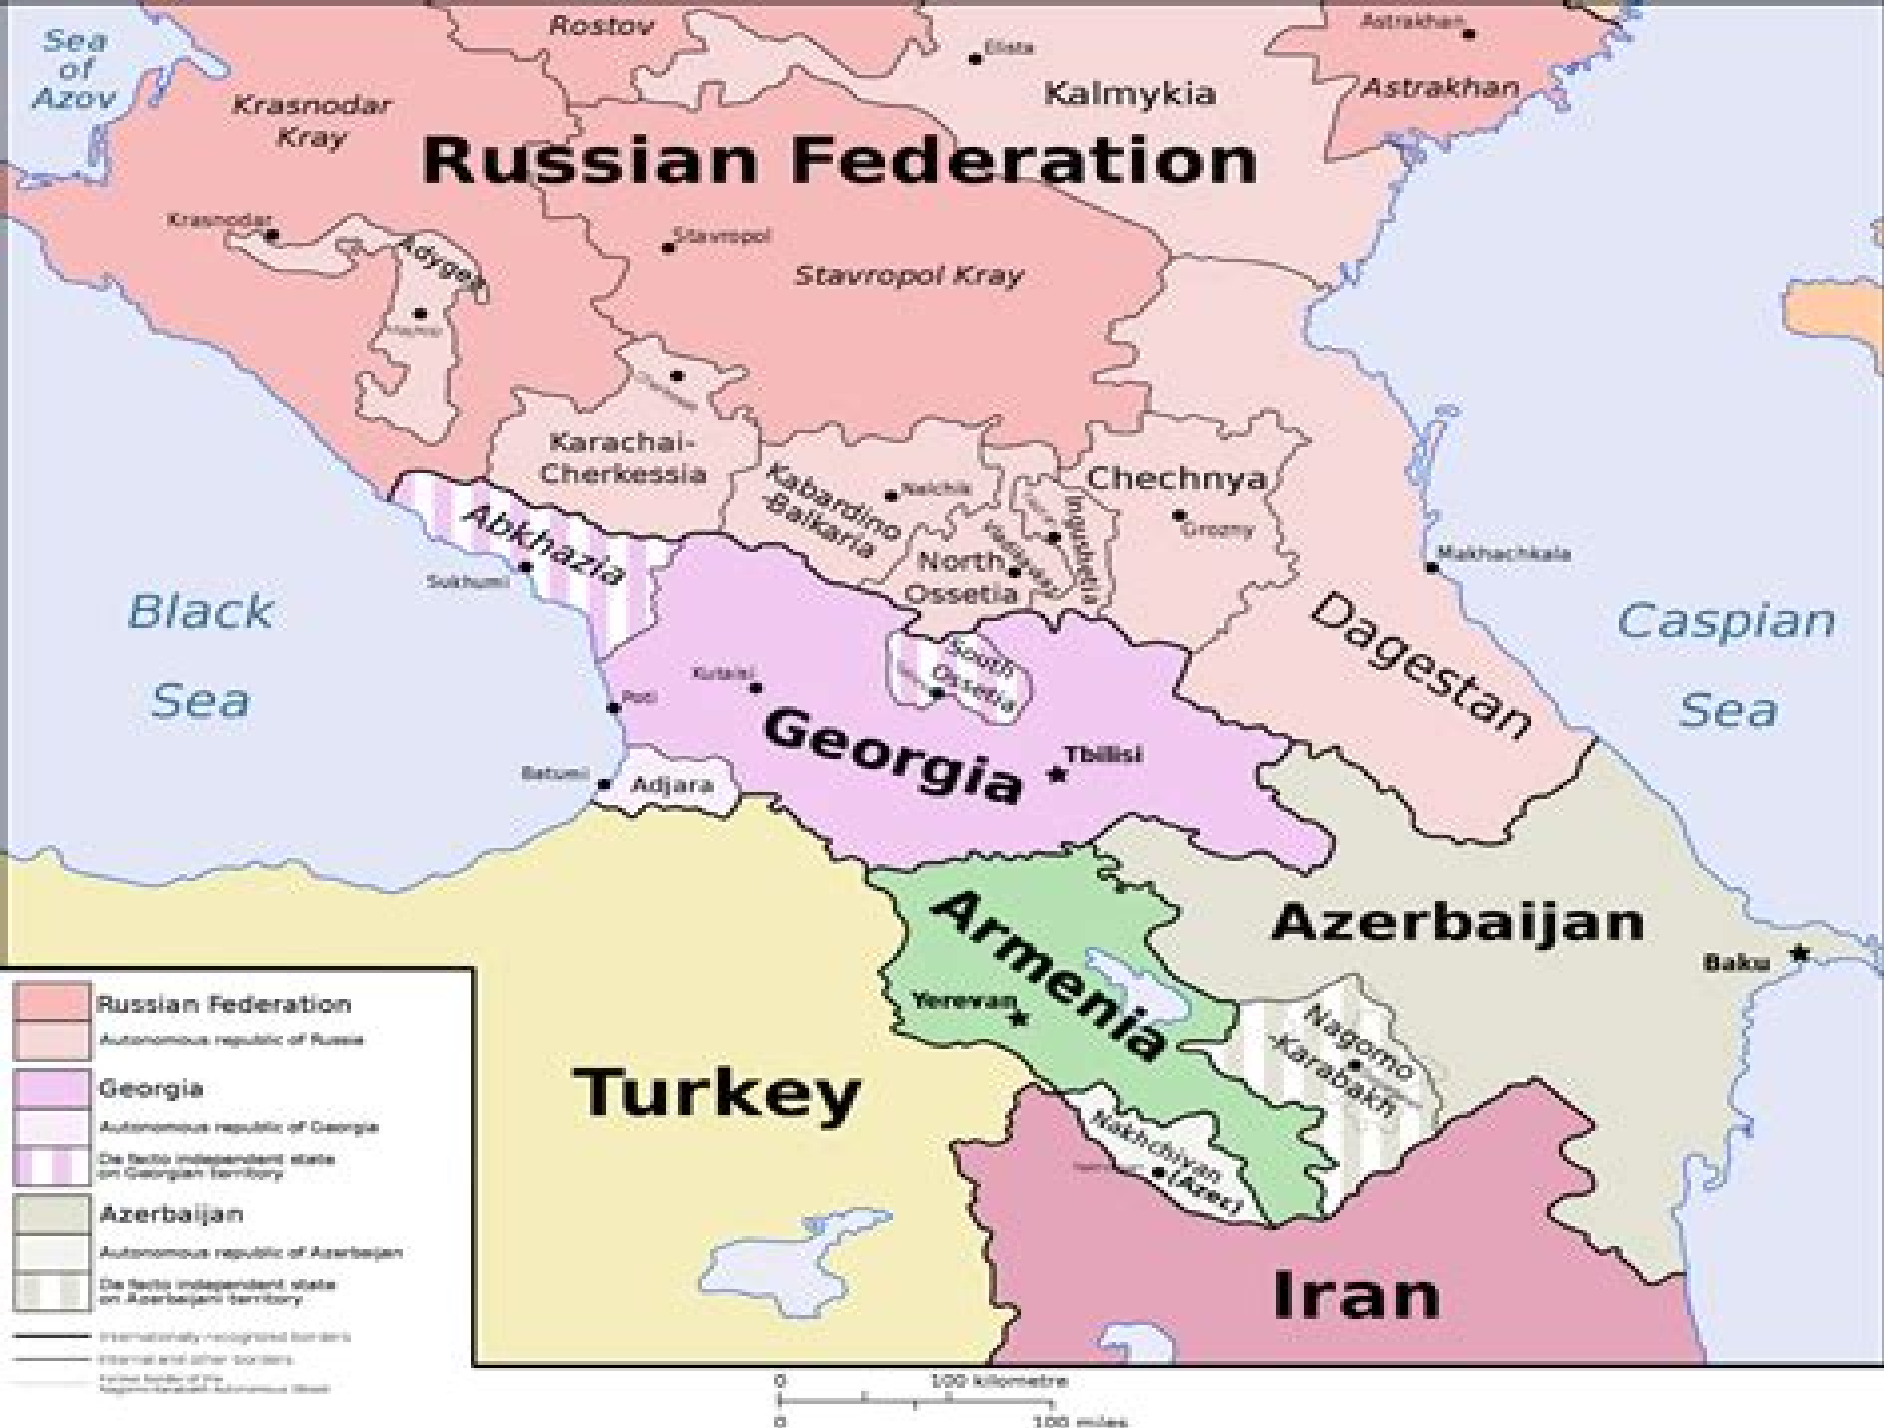 Sea
of
Azov
Rostov
Elista
Kalmykia
Astrakhan
Astrakhan
Krasnodar
Kray
Russian Federation
Krasnodar
Adygea
Stavropol
Stavropol Kray
Karachai-
Cherkessia
Kabardino
-Balkaria
Nalchik
Chechnya
Grozny
Ingushetia
North
Ossetia
Makhachkala
Dagestan
Abkhazia
Sukhumi
Black
Sea
Caspian
Sea
South
Ossetia
Kutaisi
Poti
Georgia
Tbilisi
Batumi
Adjara
Azerbaijan
Baku
Armenia
Yerevan
Nagorno
-Karabakh
Turkey
Nakhchivan
(Azer)
Iran
Russian Federation
Autonomous republic of Russia
Georgia
Autonomous republic of Georgia
De facto independent state
on Georgian territory
Azerbaijan
Autonomous republic of Azerbaijan
De facto independent state
on Azerbaijani territory
Internationally recognized borders
Internal and other borders
0 100 kilometre
0 100 miles